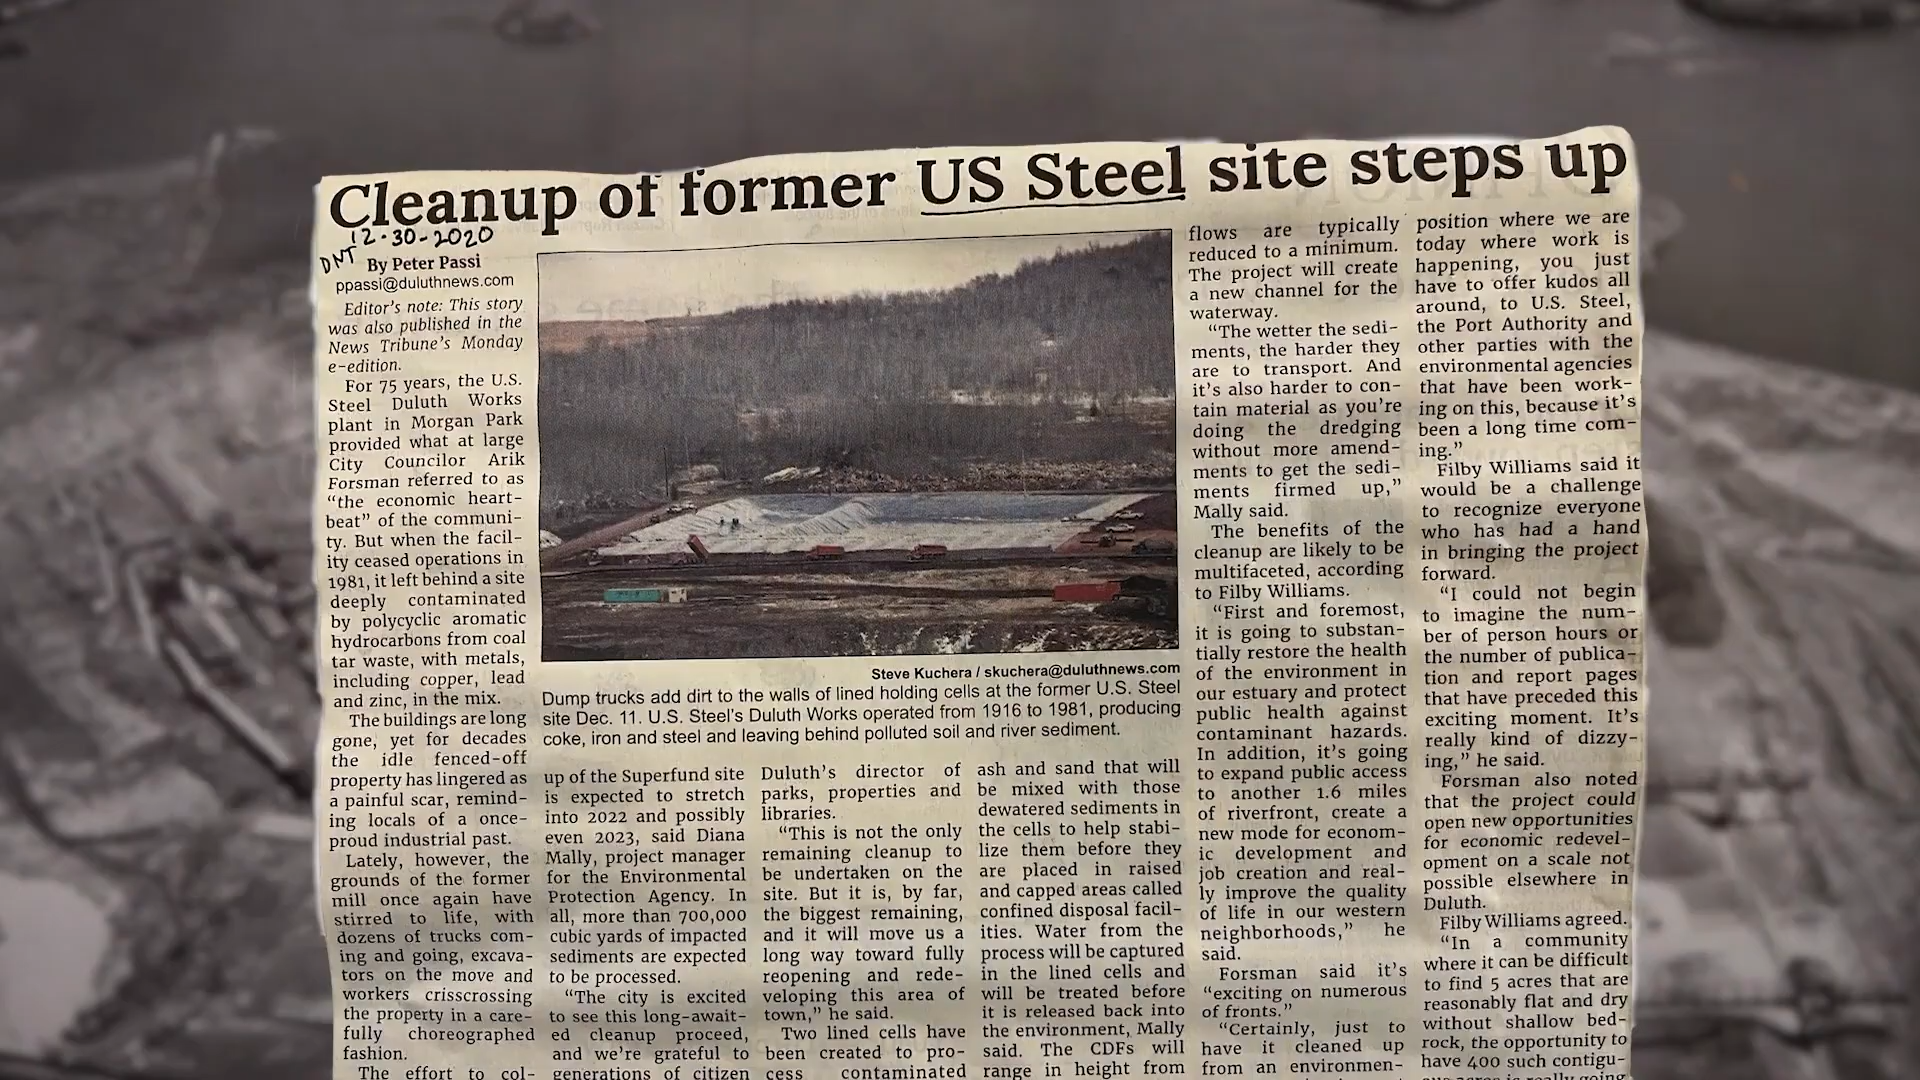 Cleanup of former US Steel site steps up
12-30-2020
DNT
By Peter Passi
ppassi@duluthnews.com
Editor's note: This story
was also published in the
News Tribune's Monday
e-edition.
For 75 years, the U.S.
Steel Duluth Works
plant in Morgan Park
provided what at large
City Councilor Arik
Forsman referred to as
“the economic heart-
beat” of the communi-
ty. But when the facil-
ity ceased operations in
1981, it left behind a site
deeply contaminated
by polycyclic aromatic
hydrocarbons from coal
tar waste, with metals,
including copper, lead
and zinc, in the mix.
The buildings are long
gone, yet for decades
the idle fenced-off
property has lingered as
a painful scar, remind-
ing locals of a once-
proud industrial past.
Lately, however, the
grounds of the former
mill once again have
stirred to life, with
dozens of trucks com-
ing and going, excava-
tors on the move and
workers crisscrossing
the property in a care-
fully choreographed
fashion.
The effort to col-
Steve Kuchera / skuchera@duluthnews.com
Dump trucks add dirt to the walls of lined holding cells at the former U.S. Steel
site Dec. 11. U.S. Steel's Duluth Works operated from 1916 to 1981, producing
coke, iron and steel and leaving behind polluted soil and river sediment.
up of the Superfund site
is expected to stretch
into 2022 and possibly
even 2023, said Diana
Mally, project manager
for the Environmental
Protection Agency. In
all, more than 700,000
cubic yards of impacted
sediments are expected
to be processed.
“The city is excited
to see this long-await-
ed cleanup proceed,
and we're grateful to
generations of citizen
Duluth's director of
parks, properties and
libraries.
“This is not the only
remaining cleanup to
be undertaken on the
site. But it is, by far,
the biggest remaining,
and it will move us a
long way toward fully
reopening and rede-
veloping this area of
town,” he said.
Two lined cells have
been created to pro-
cess contaminated
ash and sand that will
be mixed with those
dewatered sediments in
the cells to help stabi-
lize them before they
are placed in raised
and capped areas called
confined disposal facil-
ities. Water from the
process will be captured
in the lined cells and
will be treated before
it is released back into
the environment, Mally
said. The CDFs will
range in height from
flows are typically
reduced to a minimum.
The project will create
a new channel for the
waterway.
“The wetter the sedi-
ments, the harder they
are to transport. And
it's also harder to con-
tain material as you're
doing the dredging
without more amend-
ments to get the sedi-
ments firmed up,”
Mally said.
The benefits of the
cleanup are likely to be
multifaceted, according
to Filby Williams.
“First and foremost,
it is going to substan-
tially restore the health
of the environment in
our estuary and protect
public health against
contaminant hazards.
In addition, it's going
to expand public access
to another 1.6 miles
of riverfront, create a
new mode for econom-
ic development and
job creation and real-
ly improve the quality
of life in our western
neighborhoods,” he
said.
Forsman said it's
“exciting on numerous
of fronts.”
“Certainly, just to
have it cleaned up
from an environmen-
position where we are
today where work is
happening, you just
have to offer kudos all
around, to U.S. Steel,
the Port Authority and
other parties with the
environmental agencies
that have been work-
ing on this, because it's
been a long time com-
ing.”
Filby Williams said it
would be a challenge
to recognize everyone
who has had a hand
in bringing the project
forward.
“I could not begin
to imagine the num-
ber of person hours or
the number of publica-
tion and report pages
that have preceded this
exciting moment. It's
really kind of dizzy-
ing,” he said.
Forsman also noted
that the project could
open new opportunities
for economic redevel-
opment on a scale not
possible elsewhere in
Duluth.
Filby Williams agreed.
“In a community
where it can be difficult
to find 5 acres that are
reasonably flat and dry
without shallow bed-
rock, the opportunity to
have 400 such contigu-